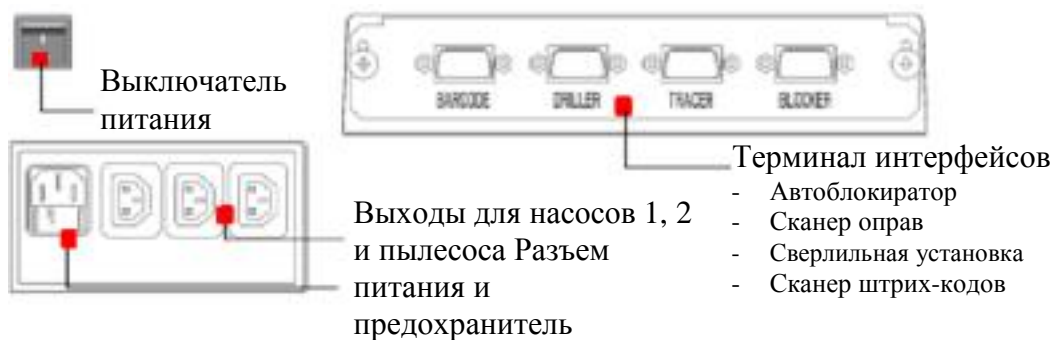 Выключатель
питания
BARCODE DRILLER TRACER BLOCKER
Терминал интерфейсов
- Автоблокиратор
- Сканер оправ
- Сверлильная установка
- Сканер штрих-кодов
Выходы для насосов 1, 2
и пылесоса Разъем
питания и
предохранитель